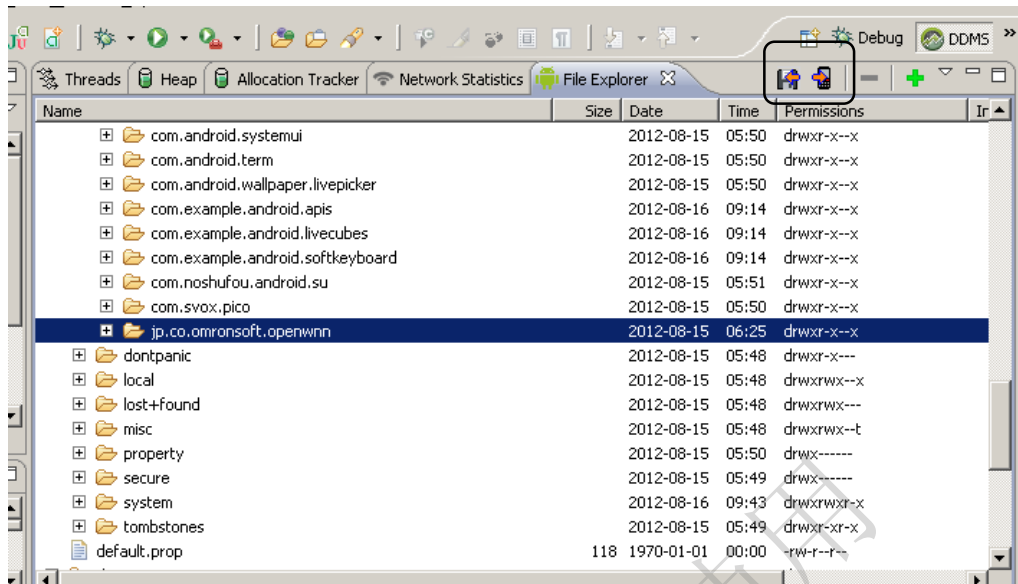 Debug DDMS »
Threads Heap Allocation Tracker Network Statistics File Explorer
Name Size Date Time Permissions
com.android.systemui 2012-08-15 05:50 drwxr-x--x
com.android.term 2012-08-15 05:50 drwxr-x--x
com.android.wallpaper.livepicker 2012-08-15 05:50 drwxr-x--x
com.example.android.apis 2012-08-16 09:14 drwxr-x--x
com.example.android.livecubes 2012-08-16 09:14 drwxr-x--x
com.example.android.softkeyboard 2012-08-16 09:14 drwxr-x--x
com.noshufou.android.su 2012-08-15 05:51 drwxr-x--x
com.svox.pico 2012-08-15 05:50 drwxr-x--x
jp.co.omronsoft.openwnn 2012-08-15 06:25 drwxr-x--x
dontpanic 2012-08-15 05:48 drwxr-x---
local 2012-08-15 05:48 drwxrwx--x
lost+found 2012-08-15 05:48 drwxrwx---
misc 2012-08-15 05:48 drwxrwx--t
property 2012-08-15 05:50 drwx------
secure 2012-08-15 05:49 drwx------
system 2012-08-16 09:43 drwxrwxr-x
tombstones 2012-08-15 05:49 drwxr-xr-x
default.prop 118 1970-01-01 00:00 -rw-r--r--
用